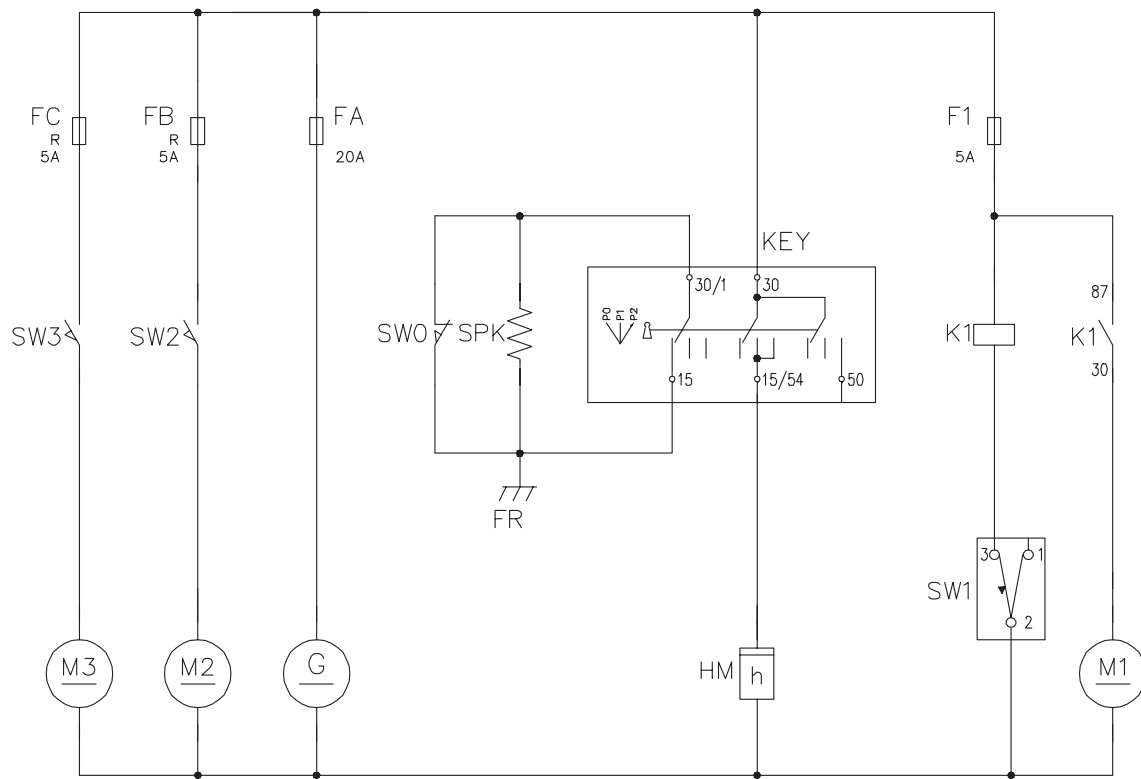 FC
R
5A
FB
R
5A
FA
20A
F1
5A
KEY
30/1
30
P0
P1
P2
15
15/54
50
SW3
SW2
SW0
SPK
K1
87
K1
30
FR
SW1
3
1
2
M3
M2
G
HM
h
M1